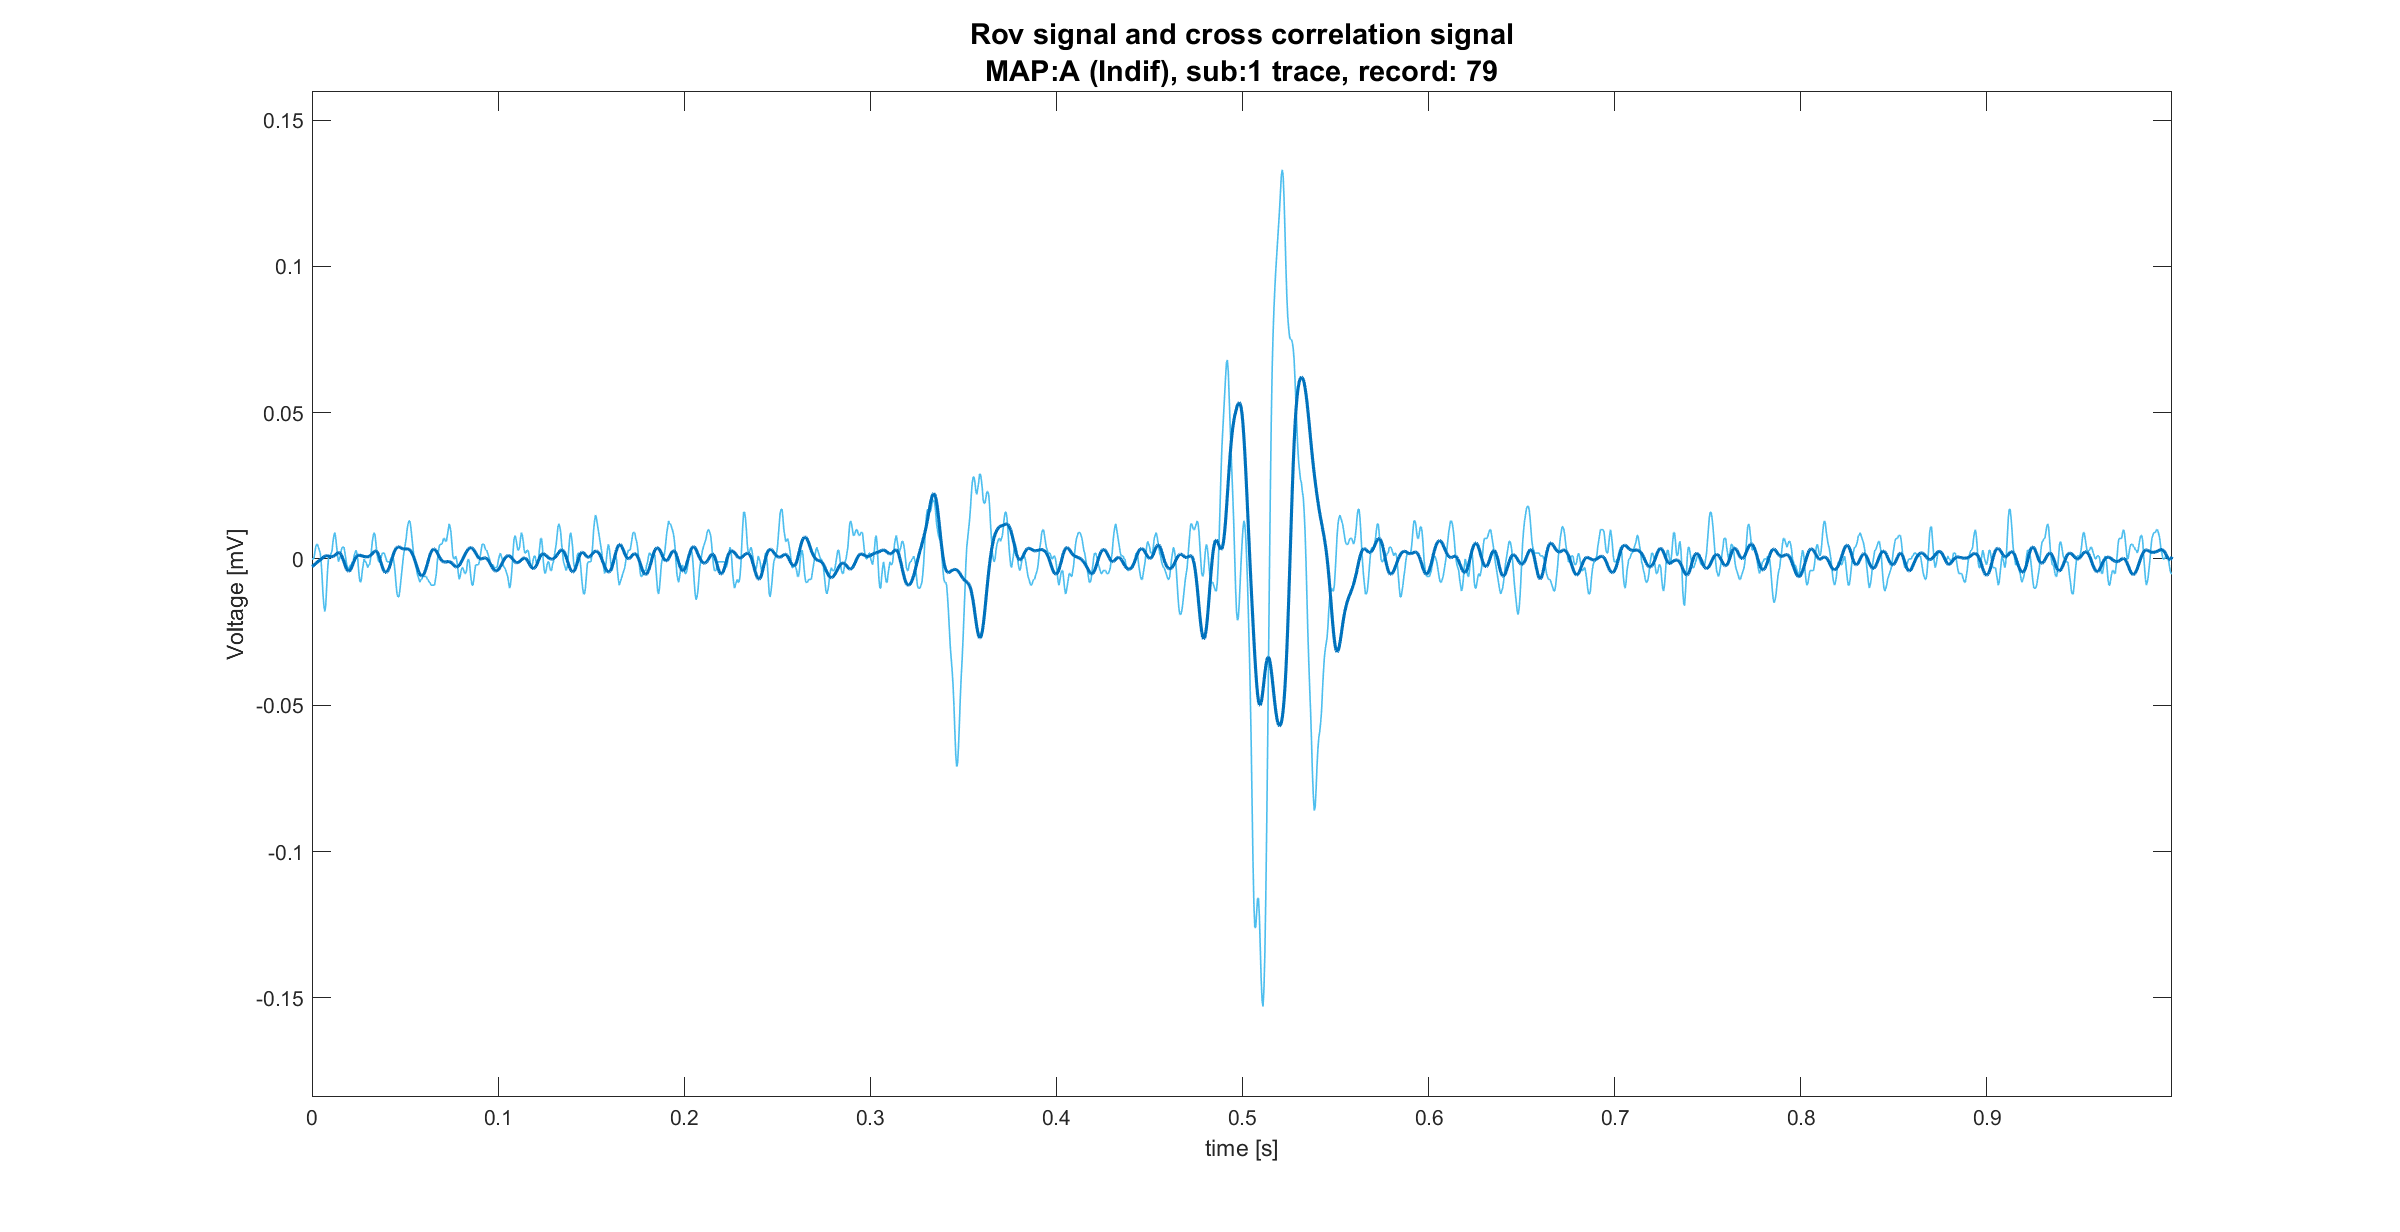 Rov signal and cross correlation signal
MAP:A (Indif), sub:1 trace, record: 79
0.15
0.1
0.05
0
-0.05
-0.1
-0.15
Voltage [mV]
0 0.1 0.2 0.3 0.4 0.5 0.6 0.7 0.8 0.9
time [s]